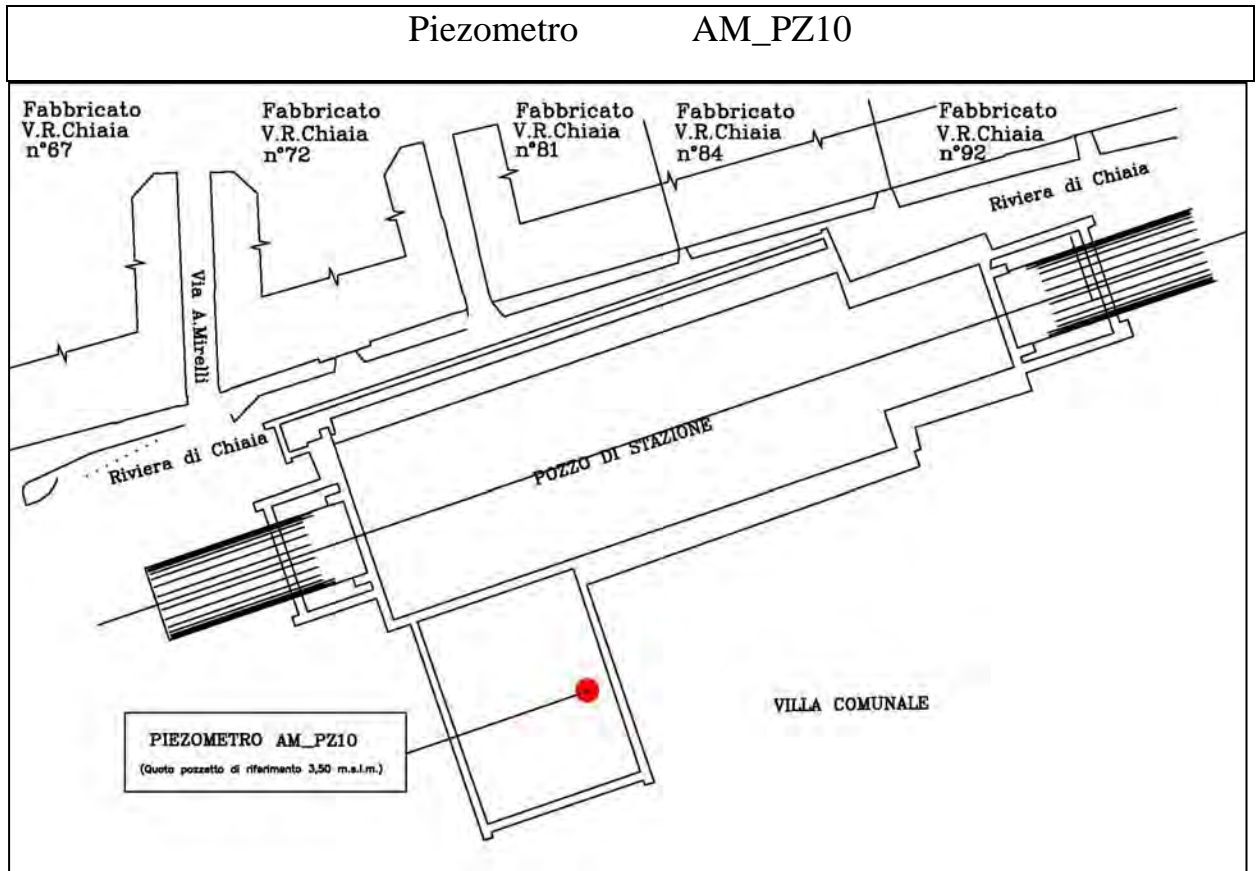 Piezometro AM_PZ10
Fabbricato
V.R.Chiaia
n°67
Fabbricato
V.R.Chiaia
n°72
Fabbricato
V.R.Chiaia
n°81
Fabbricato
V.R.Chiaia
n°84
Fabbricato
V.R.Chiaia
n°92
Riviera di Chiaia
Via A.Mirelli
Riviera di Chiaia
POZZO DI STAZIONE
VILLA COMUNALE
PIEZOMETRO AM_PZ10
(Quota pozzetto di riferimento 3,50 m.s.l.m.)